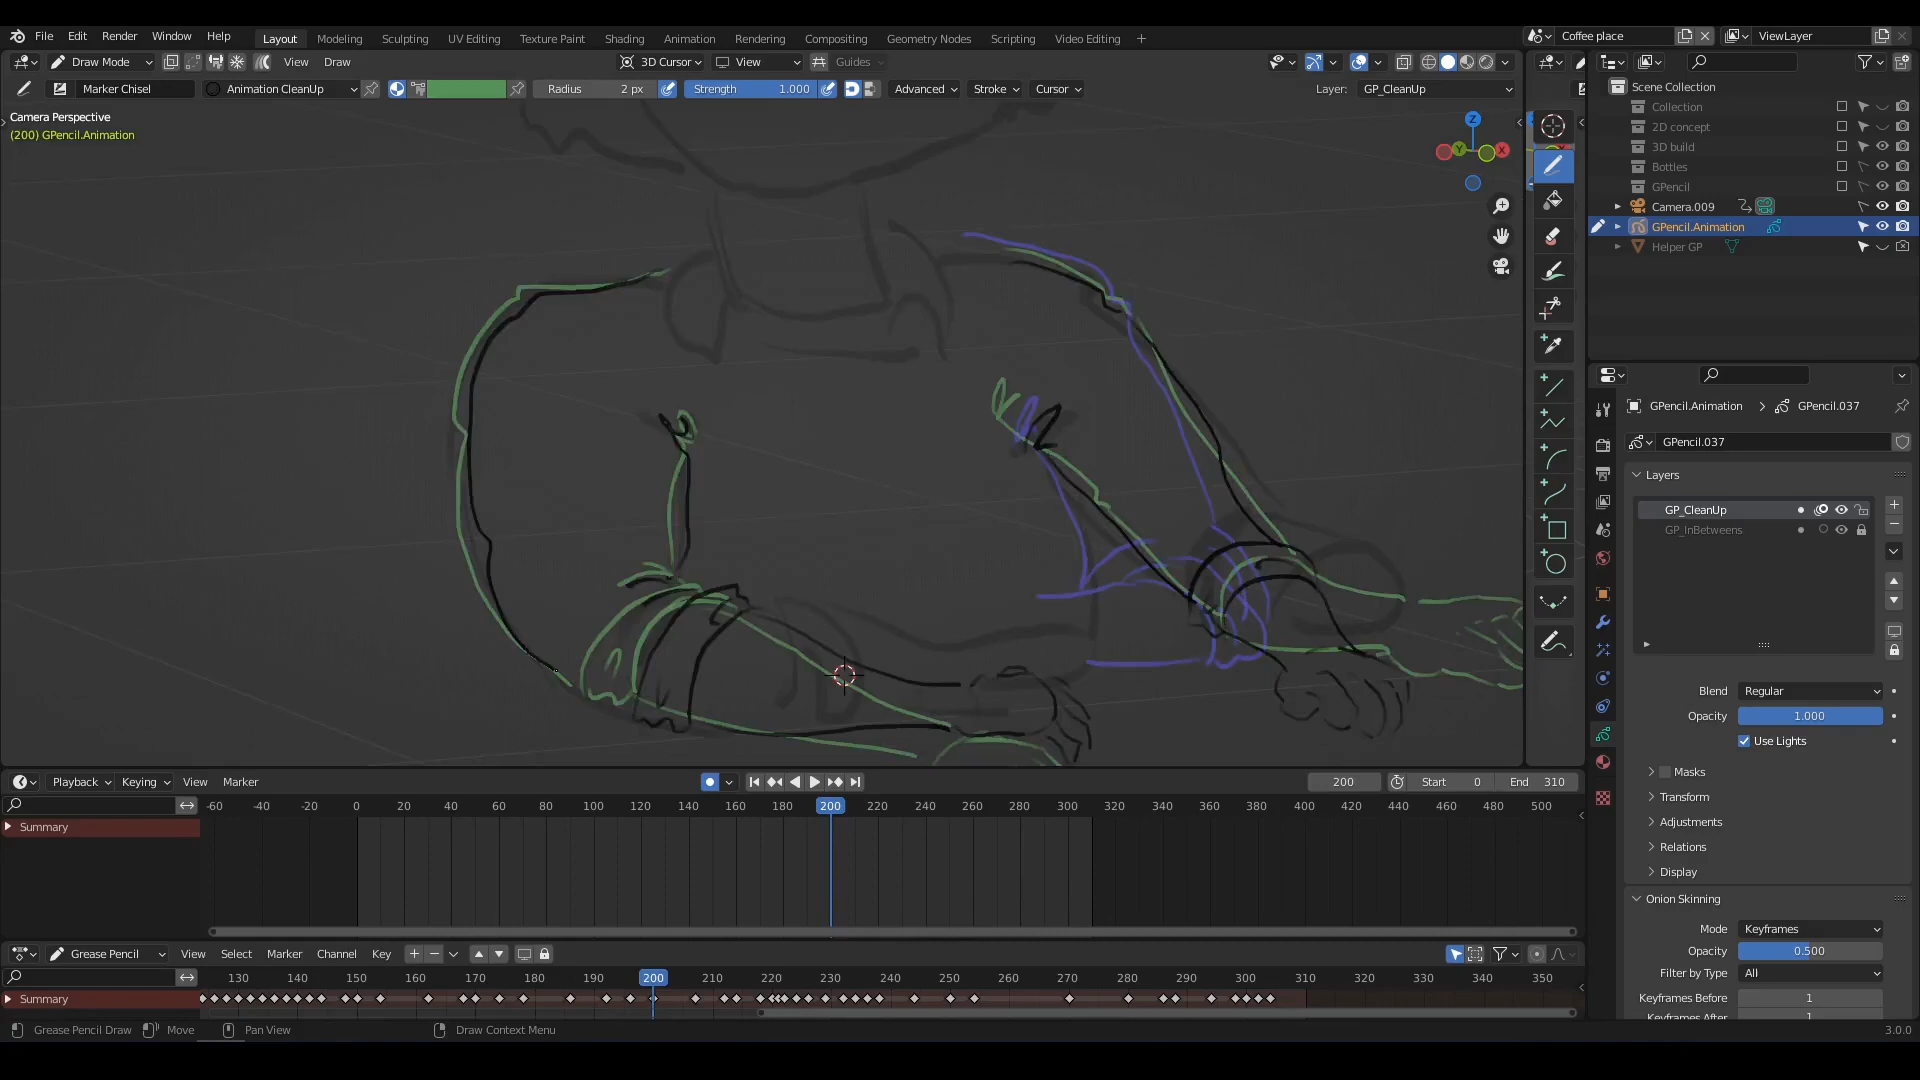 File Edit Render Window Help Layout Modeling Sculpting UV Editing Texture Paint Shading Animation Rendering Compositing Geometry Nodes Scripting Video Editing + Coffee place ViewLayer
Draw Mode View Draw 3D Cursor View Guides
Marker Chisel Animation CleanUp Radius 2 px Strength 1.000 Advanced Stroke Cursor Layer: GP_CleanUp
Camera Perspective
(200) GPencil.Animation
Z
Y
X
Scene Collection
Collection
2D concept
3D build
Bottles
GPencil
Camera.009
GPencil.Animation
Helper GP
GPencil.Animation GPencil.037
GPencil.037
Layers
GP_CleanUp
GP_InBetweens
Blend Regular
Opacity 1.000
Use Lights
Masks
Transform
Adjustments
Relations
Display
Onion Skinning
Mode Keyframes
Opacity 0.500
Filter by Type All
Keyframes Before 1
Keyframes After 1
Playback Keying View Marker 200 Start 0 End 310
-60 -40 -20 0 20 40 60 80 100 120 140 160 180 200 220 240 260 280 300 320 340 360 380 400 420 440 460 480 500
Summary
Grease Pencil View Select Marker Channel Key
130 140 150 160 170 180 190 200 210 220 230 240 250 260 270 280 290 300 310 320 330 340 350
Summary
Grease Pencil Draw Move Pan View Draw Context Menu 3.0.0